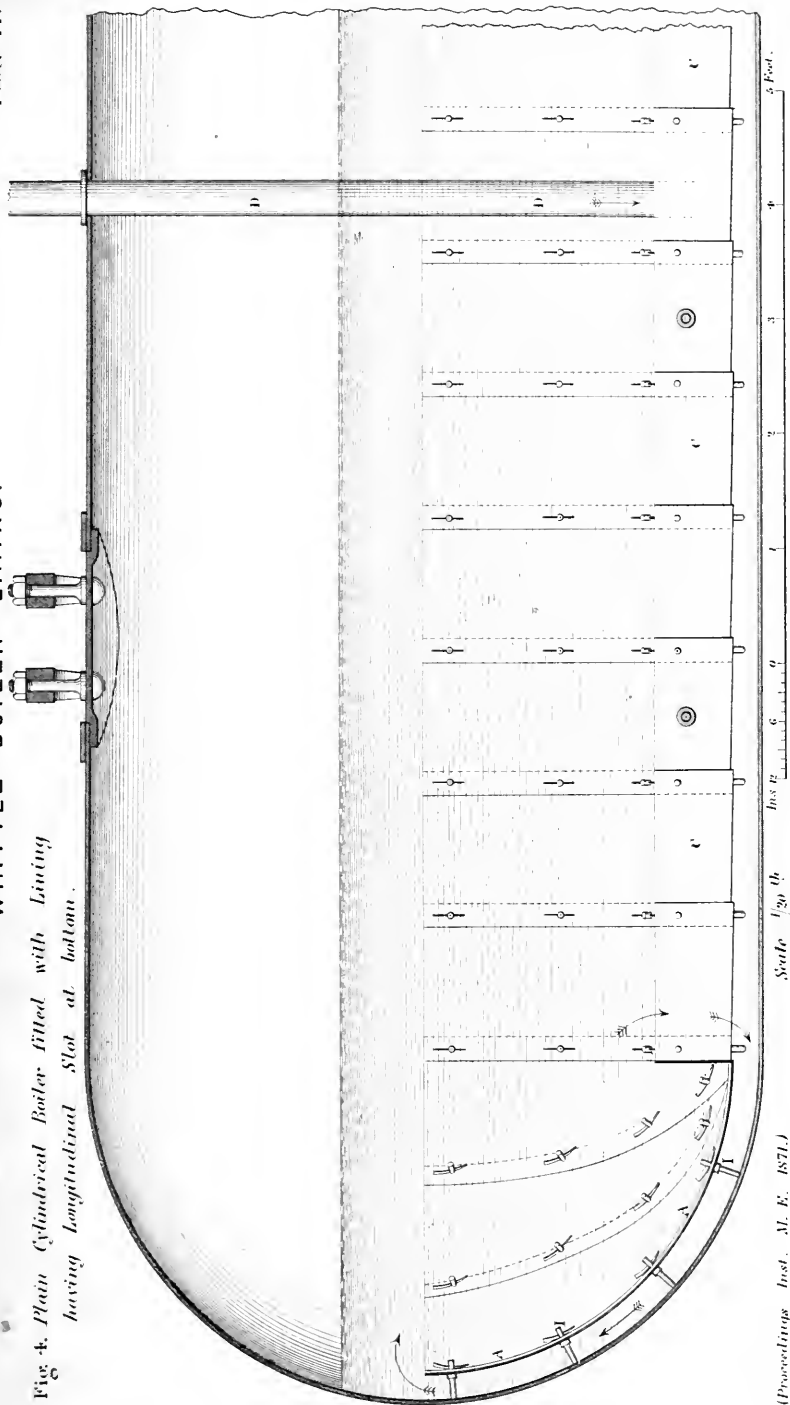 Fig. 4. Plain Cylindrical Boiler fitted with Lining
having Longitudinal Slot at bottom.
D
D
C
C
C
A
A
I
I
Scale 1/20 th
Ins 12 6 0 1 2 3 4 5 Feet.
(Proceedings Inst. M. E. 1871.)